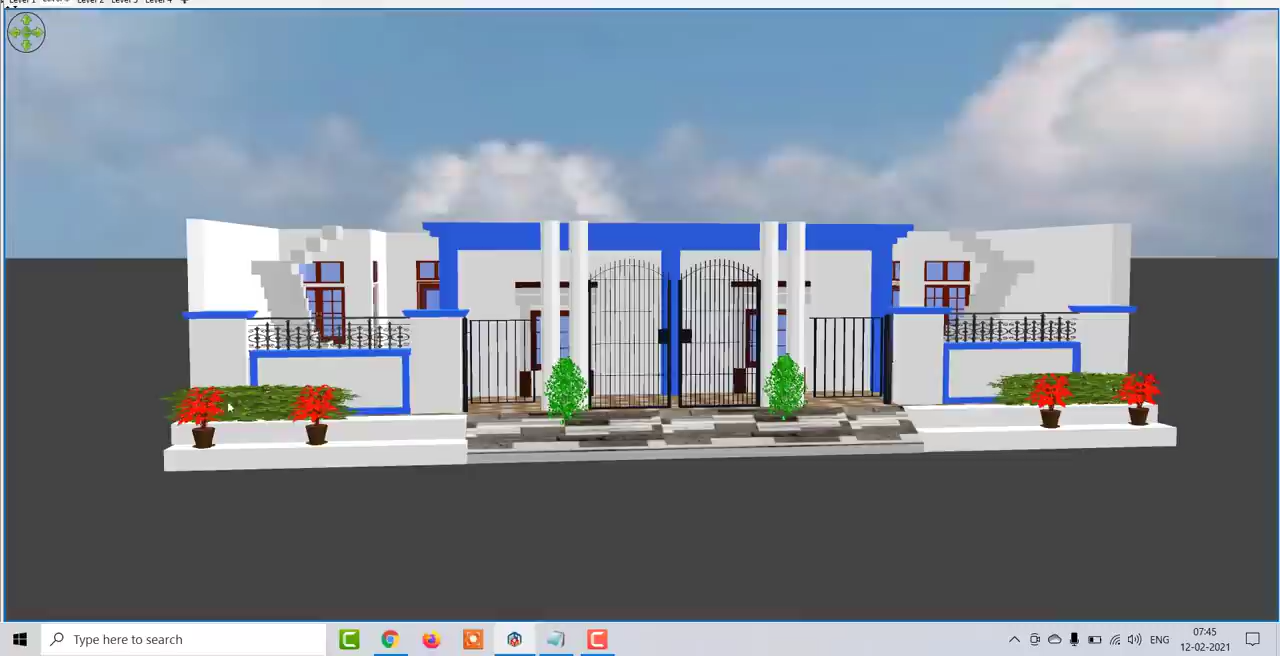 Level 1
Level 2
Level 3
Level 4
Type here to search
ENG
07:45
12-02-2021